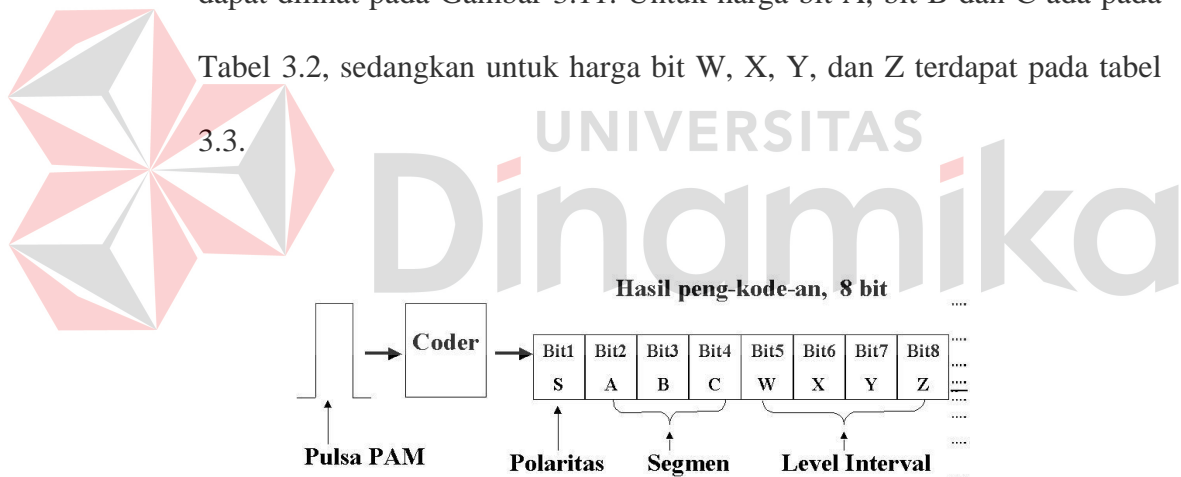 dapat dilihat pada Gambar 3.11. Untuk harga bit A, bit B dan C ada pada
Tabel 3.2, sedangkan untuk harga bit W, X, Y, dan Z terdapat pada tabel
3.3.
UNIVERSITAS
Dinamika
Hasil peng-kode-an, 8 bit
Coder
Bit1 Bit2 Bit3 Bit4 Bit5 Bit6 Bit7 Bit8
S A B C W X Y Z
Pulsa PAM
Polaritas Segmen Level Interval